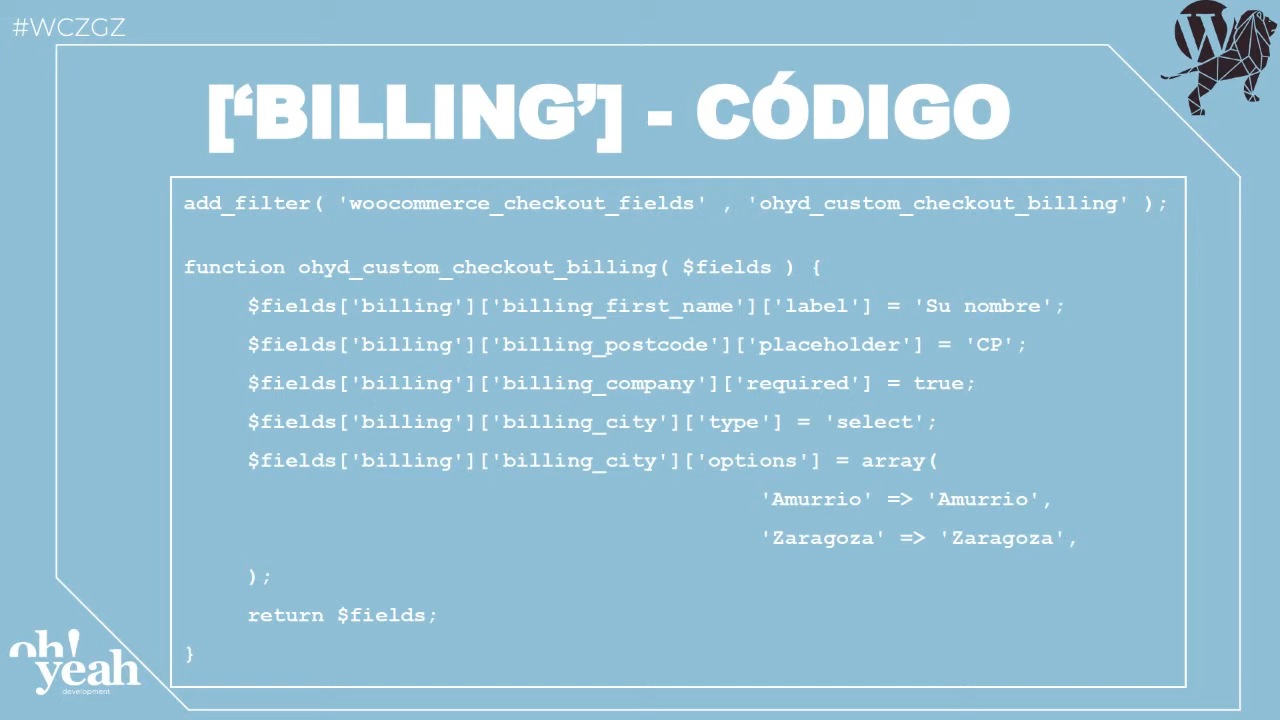 #WCZGZ
[‘BILLING’] - CÓDIGO
add_filter( 'woocommerce_checkout_fields' , 'ohyd_custom_checkout_billing' );
function ohyd_custom_checkout_billing( $fields ) {
$fields['billing']['billing_first_name']['label'] = 'Su nombre';
$fields['billing']['billing_postcode']['placeholder'] = 'CP';
$fields['billing']['billing_company']['required'] = true;
$fields['billing']['billing_city']['type'] = 'select';
$fields['billing']['billing_city']['options'] = array(
'Amurrio' => 'Amurrio',
'Zaragoza' => 'Zaragoza',
);
return $fields;
}
oh!
yeah
development